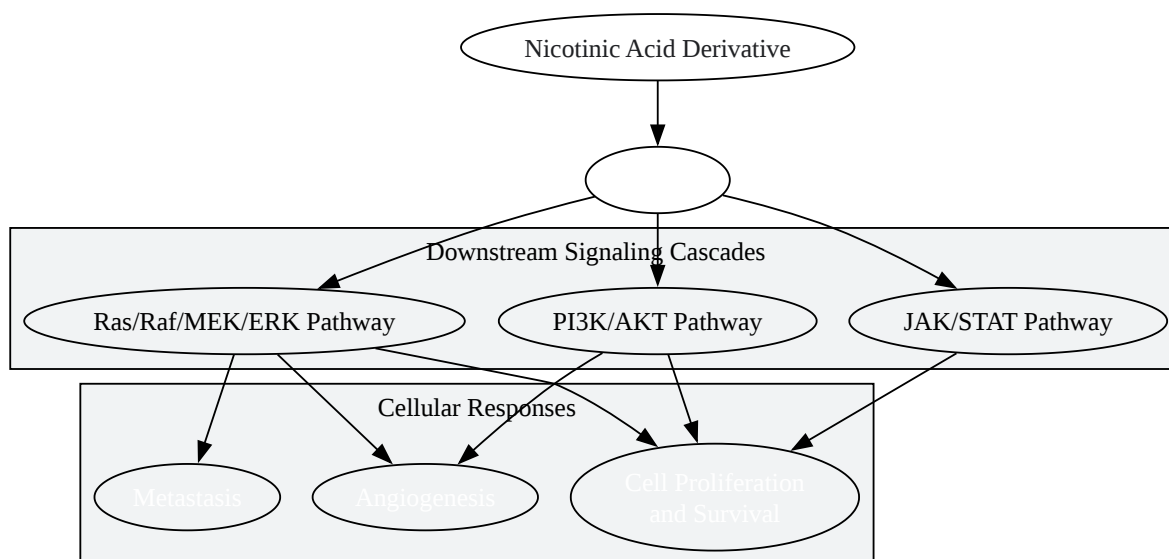 Nicotinic Acid Derivative
Downstream Signaling Cascades
Ras/Raf/MEK/ERK Pathway
PI3K/AKT Pathway
JAK/STAT Pathway
Cellular Responses
Metastasis
Angiogenesis
Cell Proliferation
and Survival